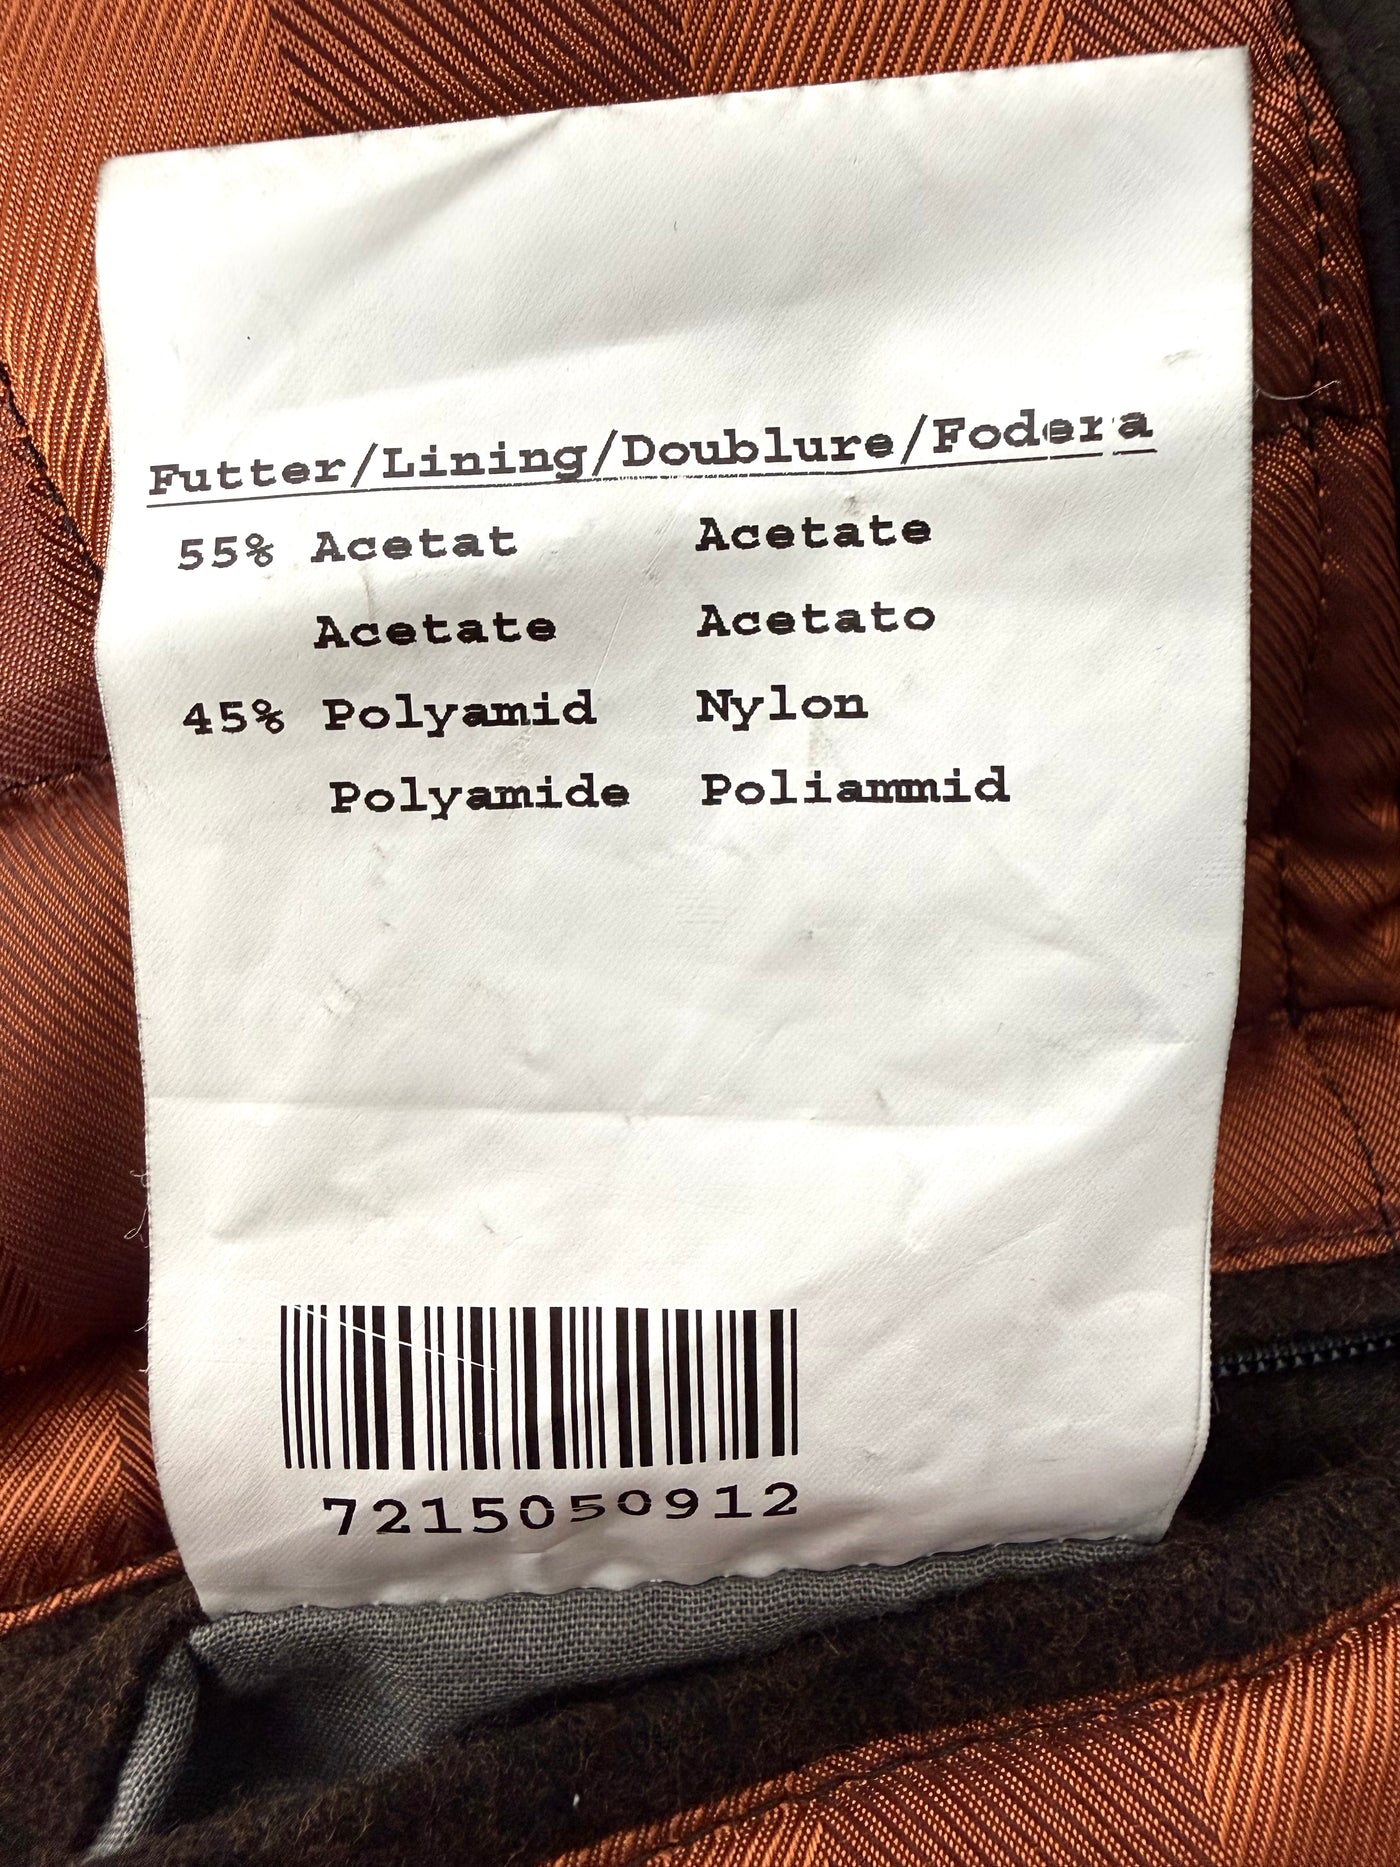 Futter/Lining/Doublure/Fodera
55% Acetat Acetate
Acetate Acetato
45% Polyamid Nylon
Polyamide Poliammid
7215050912